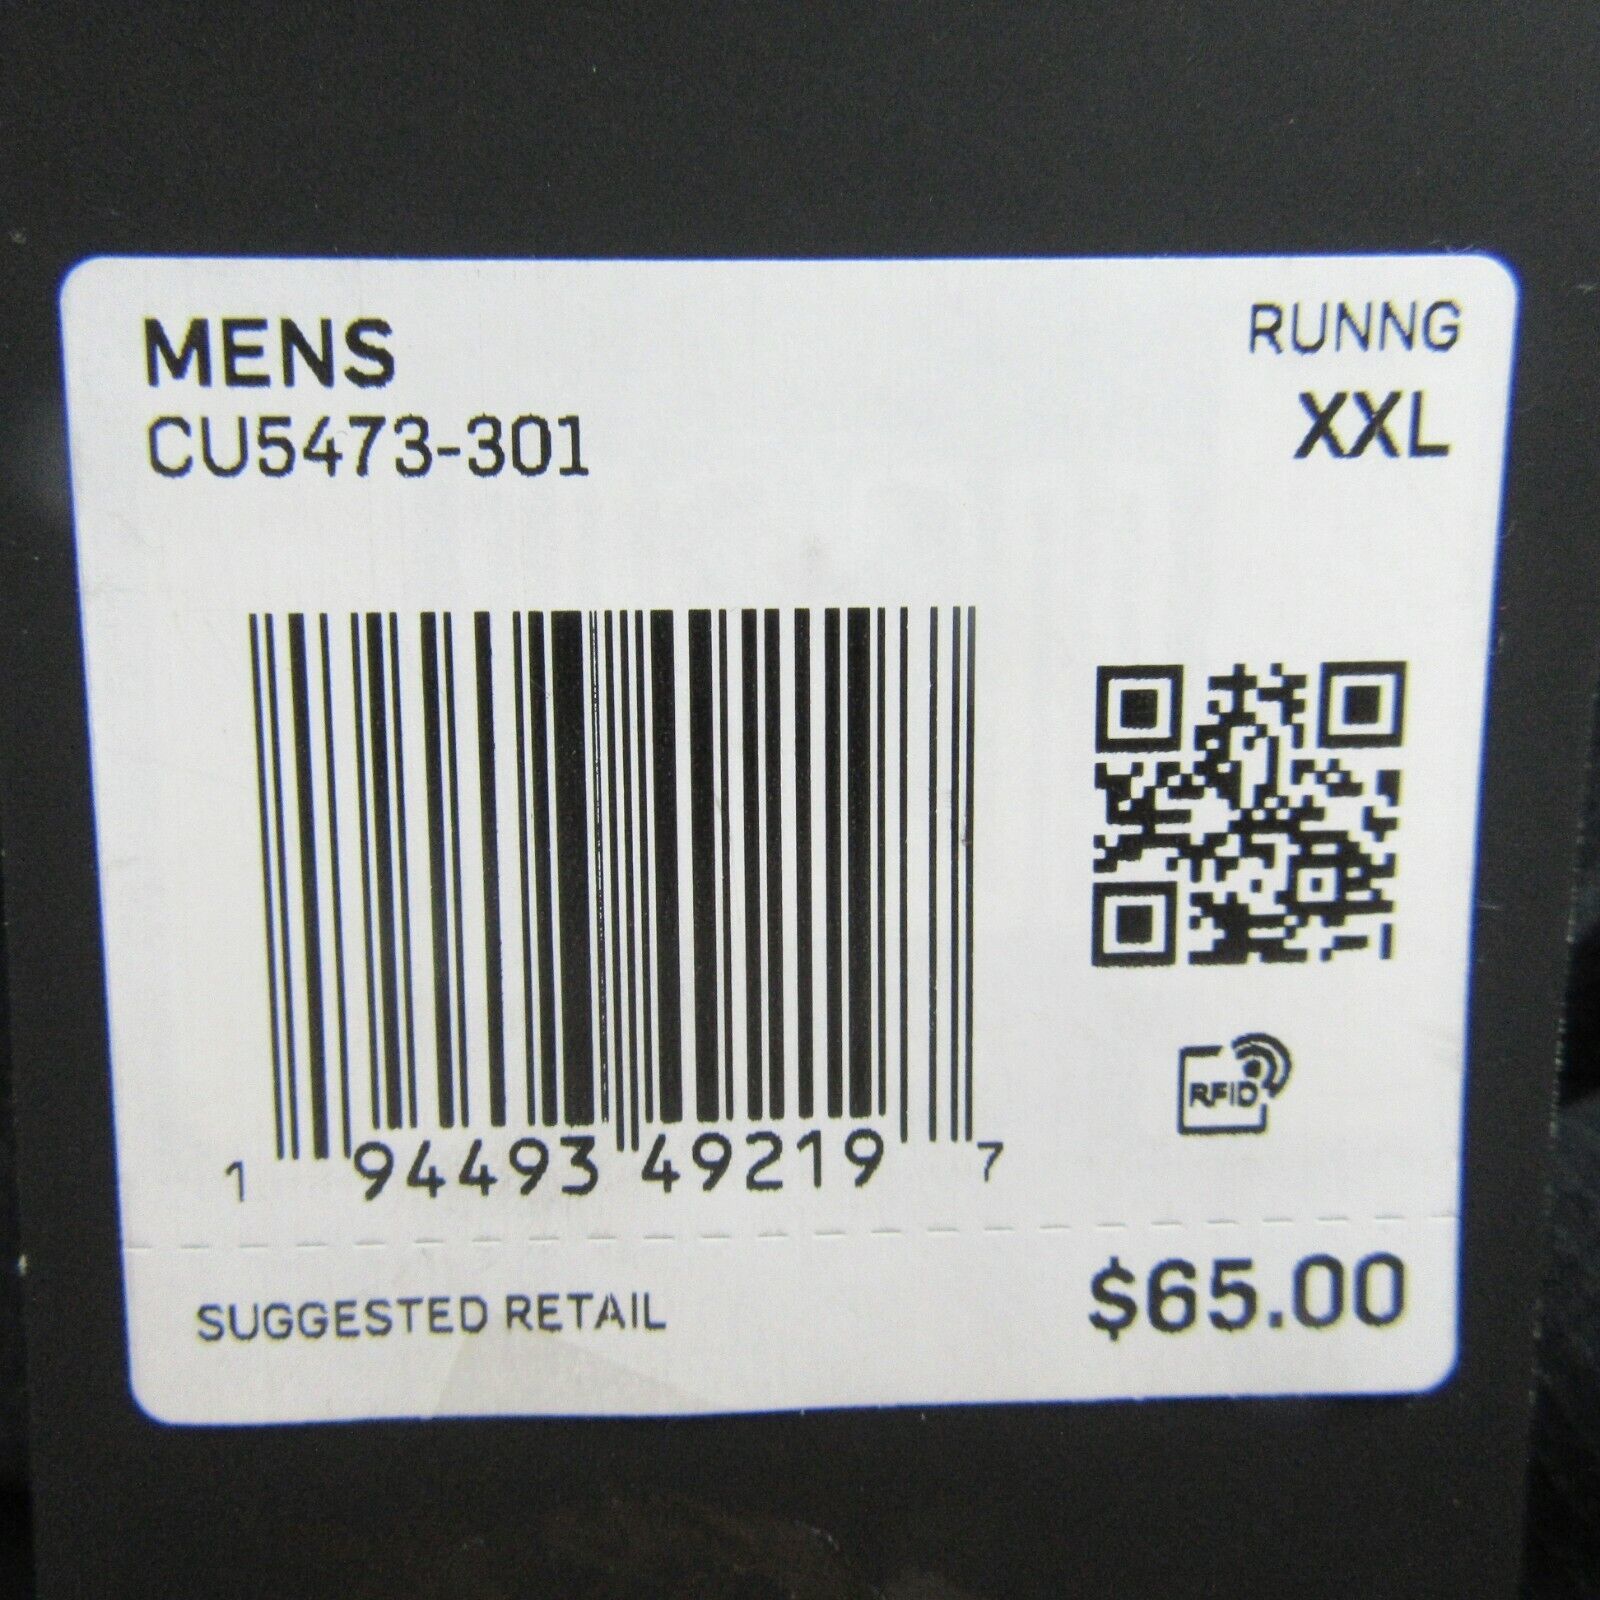 MENS
RUNNG
CU5473-301
XXL
RFID
1 94493 49219 7
SUGGESTED RETAIL
$65.00